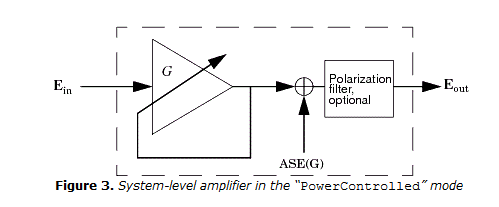 G
E_in
Polarization
filter,
optional
E_out
ASE(G)
Figure 3. System-level amplifier in the "PowerControlled" mode